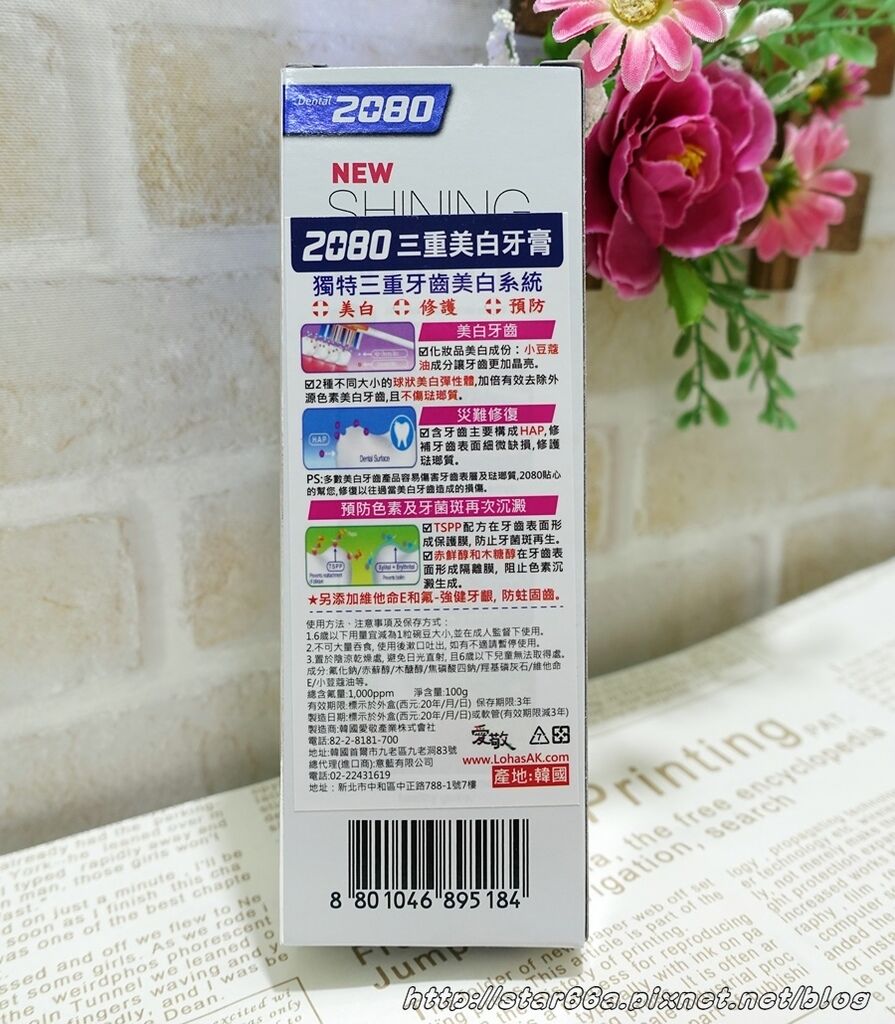 Dental 2080
NEW
SHINING
2080 三重美白牙膏
獨特三重牙齒美白系統
美白 修護 預防
美白牙齒
☑化妝品美白成份：小豆蔻
油成分讓牙齒更加晶亮。
☑2種不同大小的球狀美白彈性體,加倍有效去除外
源色素美白牙齒,且不傷琺瑯質。
災難修復
HAP
Dental Surface
☑含牙齒主要構成HAP,修
補牙齒表面細微缺損,修護
琺瑯質。
PS:多數美白牙齒產品容易傷害牙齒表層及琺瑯質,2080貼心
的幫您,修復以往過當美白牙齒造成的損傷。
預防色素及牙菌斑再次沉澱
TSPP
Xylitol + Erythritol
☑TSPP配方在牙齒表面形
成保護膜, 防止牙菌斑再生。
☑赤鮮醇和木糖醇在牙齒表
面形成隔離膜, 阻止色素沉
澱生成。
★另添加維他命E和氟-強健牙齦, 防蛀固齒。
使用方法、注意事項及保存方式：
1.6歲以下用量宜減為1粒碗豆大小,並在成人監督下使用。
2.不可大量吞食, 使用後漱口吐出, 如有不適請暫停使用。
3.置於陰涼乾燥處, 避免日光直射, 且6歲以下兒童無法取得處。
成分:氟化鈉/赤蘇醇/木醣醇/焦磷酸四鈉/羥基磷灰石/維他命
E/小荳蔻油等。
總含氟量:1,000ppm 淨含量:100g
有效期限:標示於外盒(西元:20年/月/日) 保存期限:3年
製造日期:標示於外盒(西元:20年/月/日)或軟管(有效期限減3年)
製造商:韓國愛敬產業株式會社
電話:82-2-8181-700
地址:韓國首爾市九老區九老洞83號
總代理(進口商):意藍有限公司
電話:02-22431619
地址：新北市中和區中正路788-1號7樓
愛敬
www.LohasAK.com
產地:韓國
8 801046 895184
Printing
the free encyclopedia
igation, search
http://star66a.pixnet.net/blog